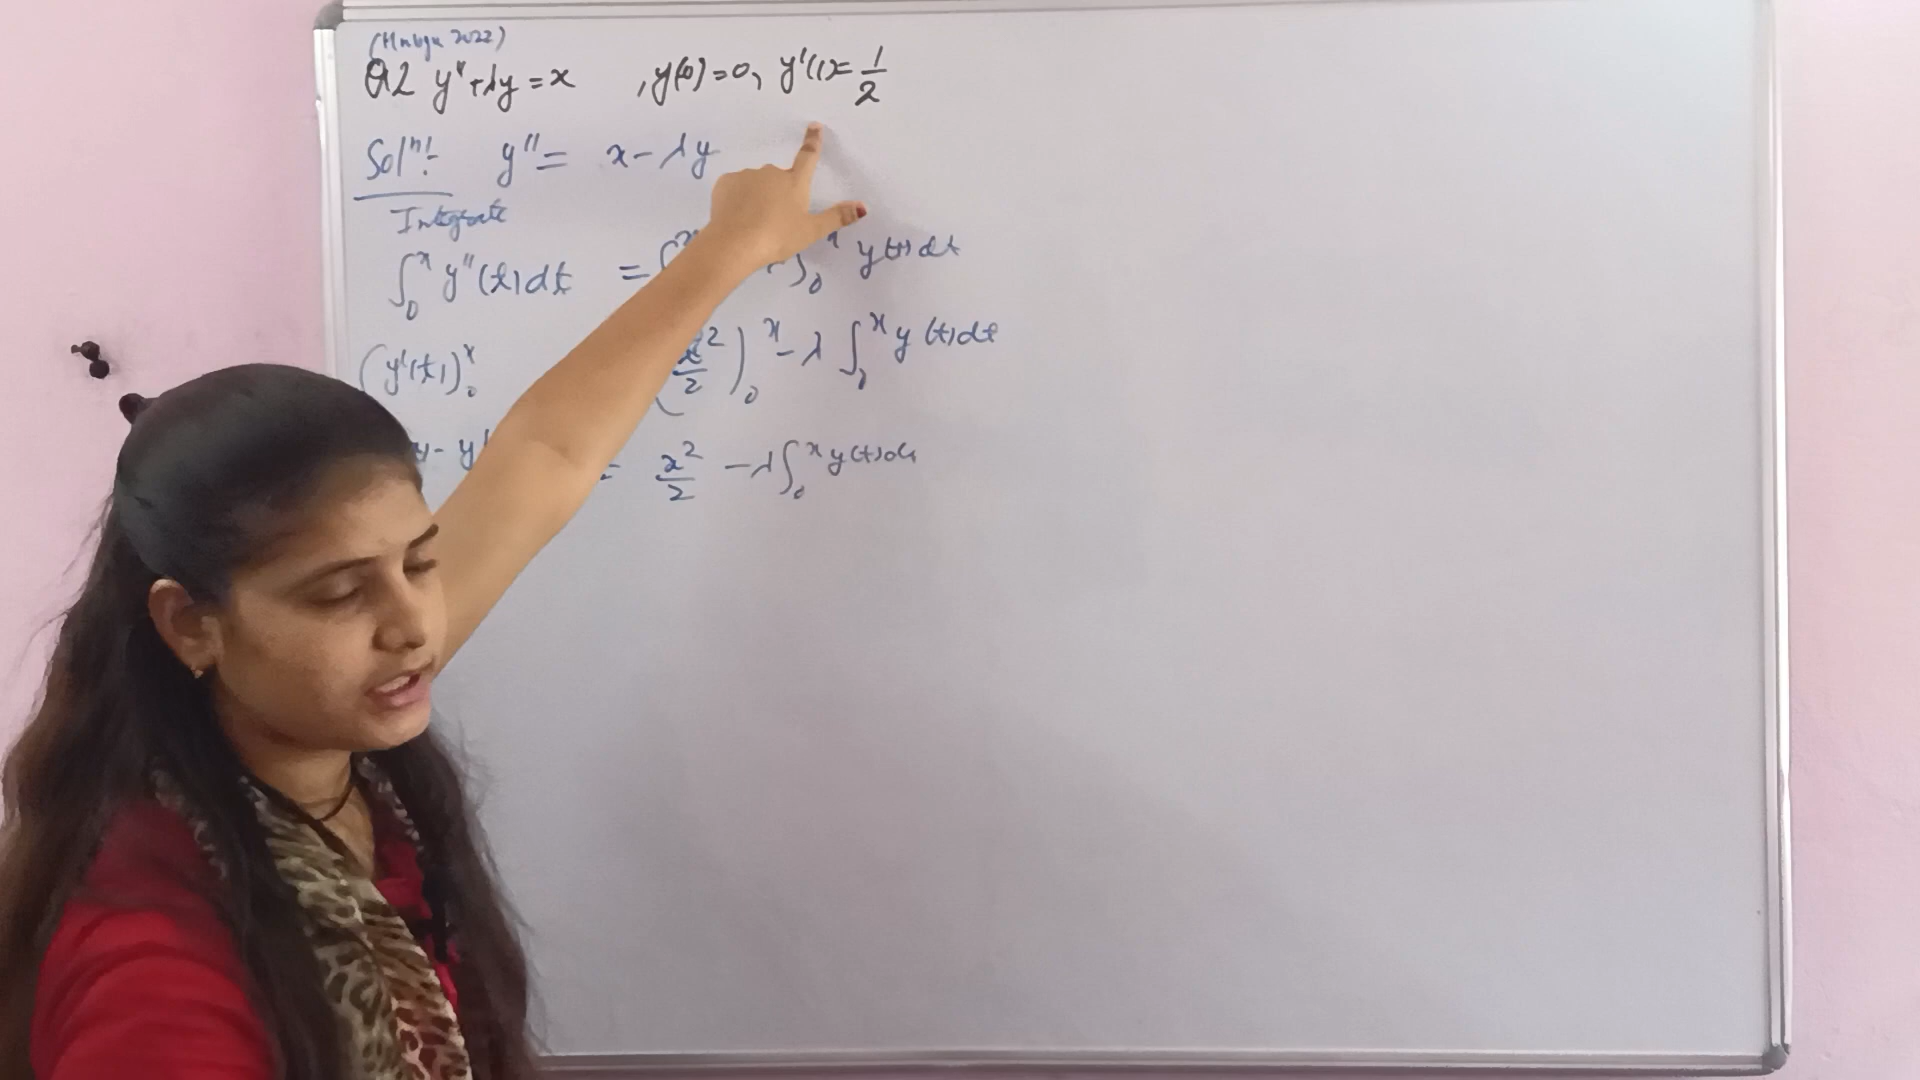 (Hnbgu 2022)
Q2 y'' + λy = x , y(0) = 0, y'(1) = 1/2
Solⁿ:- y'' = x - λy
Integrate
∫₀ˣ y''(t) dt = ∫₀ˣ y(t) dt
(y'(t))₀ˣ t²/2)₀ˣ - λ ∫₀ˣ y(t) dt
- y' = x²/2 - λ ∫₀ˣ y(t) dt